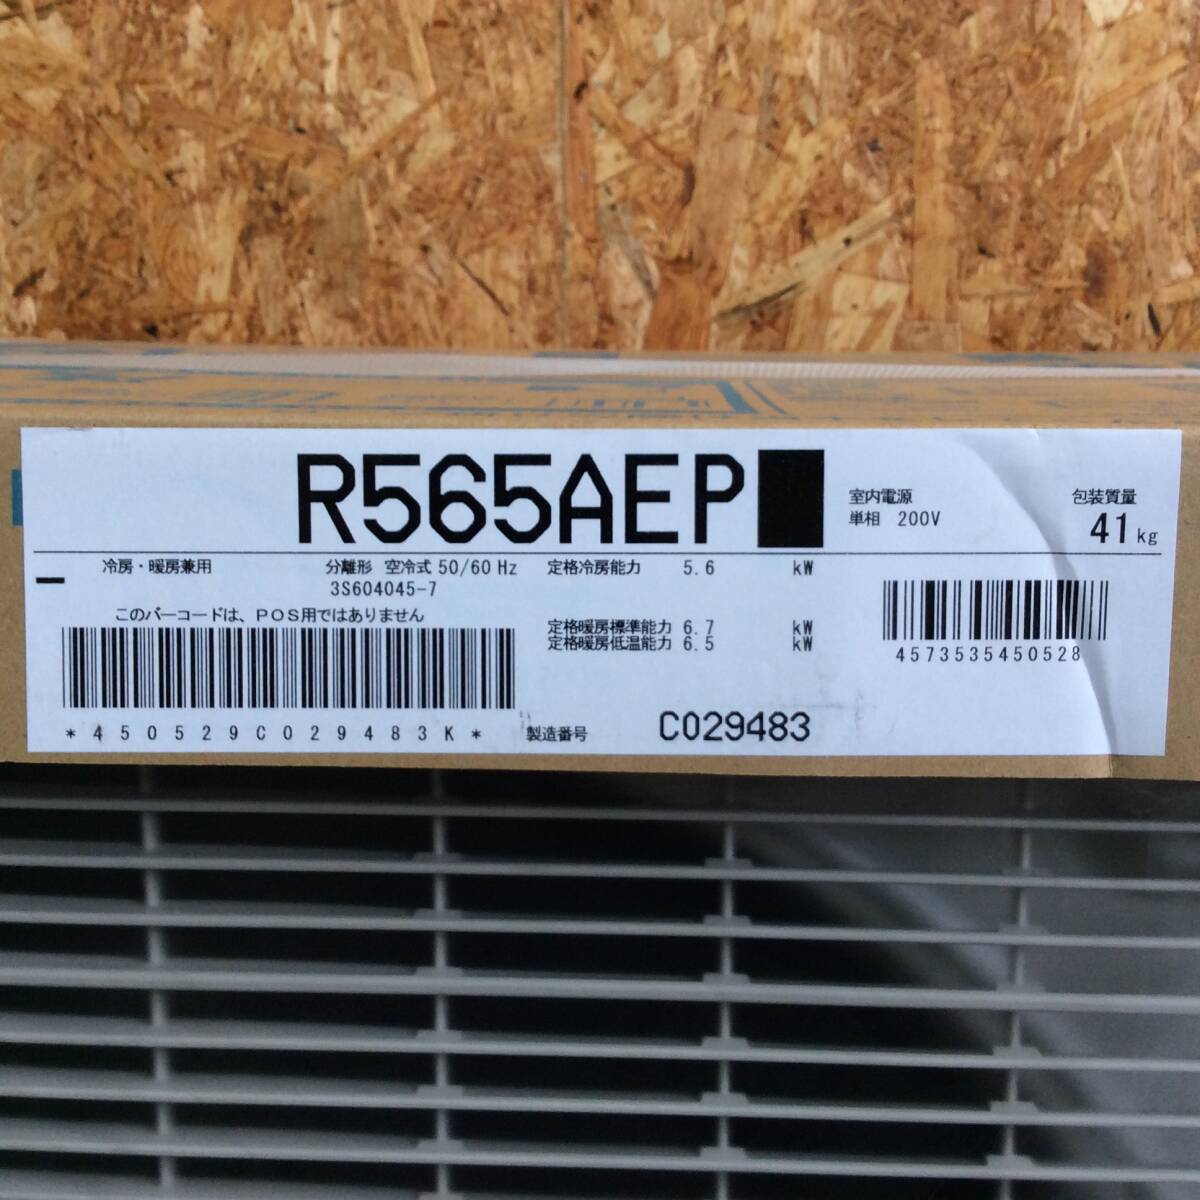 R565AEP■
室内電源
単相 200V
包装質量
41kg
冷房・暖房兼用
分離形 空冷式 50/60Hz
3S604045-7
定格冷房能力 5.6 kW
定格暖房標準能力 6.7 kW
定格暖房低温能力 6.5 kW
このバーコードは、POS用ではありません
*450529C029483K*
製造番号 C029483
4573535450528